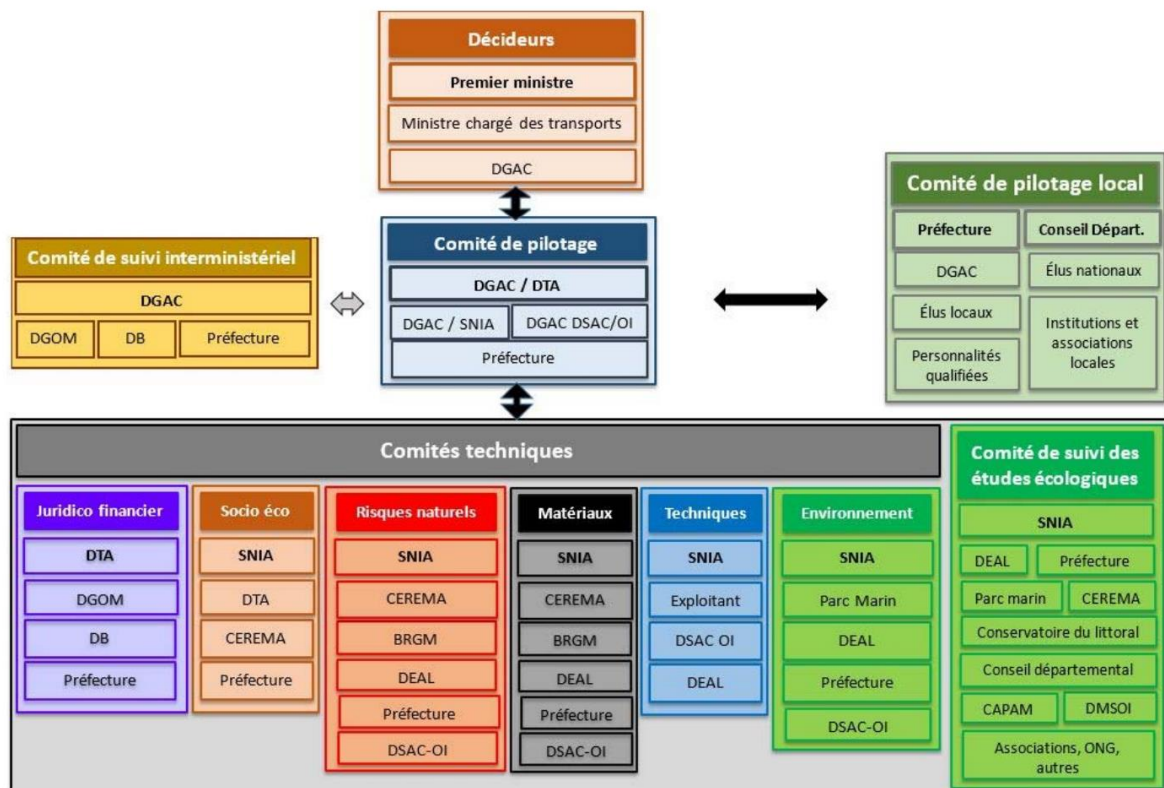 Décideurs
Premier ministre
Ministre chargé des transports
DGAC
Comité de suivi interministériel
DGAC
DGOM
DB
Préfecture
Comité de pilotage
DGAC / DTA
DGAC / SNIA
DGAC DSAC/OI
Préfecture
Comité de pilotage local
Préfecture
Conseil Départ.
DGAC
Élus nationaux
Élus locaux
Institutions et
associations
locales
Personnalités
qualifiées
Comités techniques
Juridico financier
DTA
DGOM
DB
Préfecture
Socio éco
SNIA
DTA
CEREMA
Préfecture
Risques naturels
SNIA
CEREMA
BRGM
DEAL
Préfecture
DSAC-OI
Matériaux
SNIA
CEREMA
BRGM
DEAL
Préfecture
DSAC-OI
Techniques
SNIA
Exploitant
DSAC OI
DEAL
Environnement
SNIA
Parc Marin
DEAL
Préfecture
DSAC-OI
Comité de suivi des
études écologiques
SNIA
DEAL
Préfecture
Parc marin
CEREMA
Conservatoire du littoral
Conseil départemental
CAPAM
DMSOI
Associations, ONG,
autres